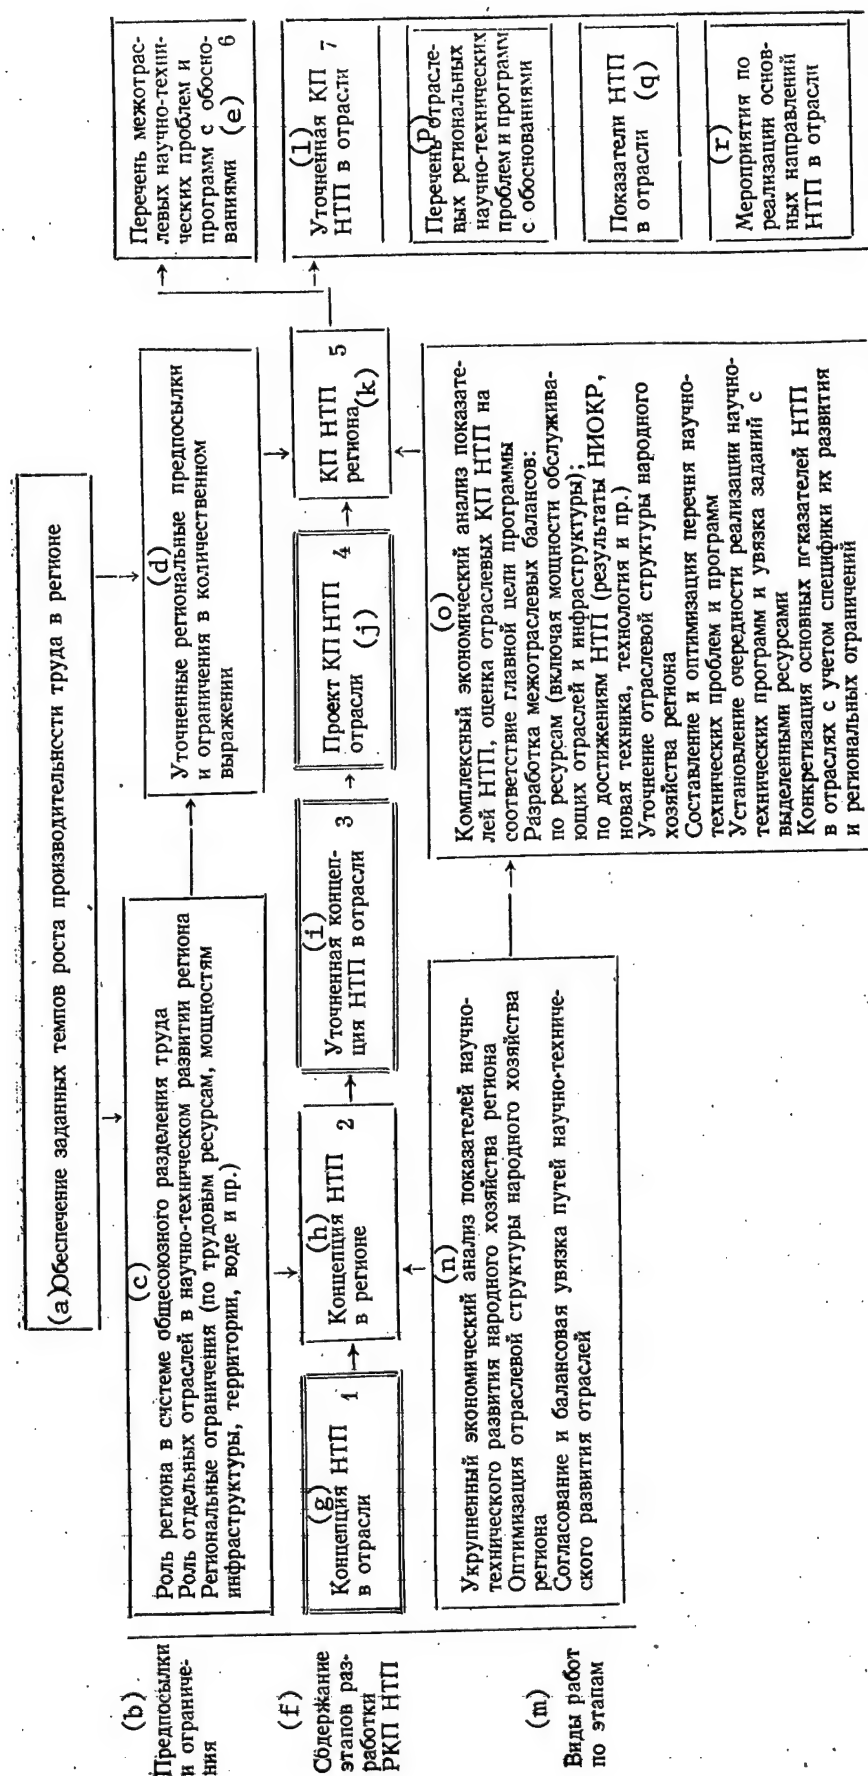 (a) Обеспечение заданных темпов роста производительности труда в регионе
(b)
Предпосылки
и ограниче-
ния
(c)
Роль региона в системе общесоюзного разделения труда
Роль отдельных отраслей в научно-техническом развитии региона
Региональные ограничения (по трудовым ресурсам, мощностям
инфраструктуры, территории, воде и пр.)
(d)
Уточненные региональные предпосылки
и ограничения в количественном
выражении
Перечень межотрас-
левых научно-техни-
ческих проблем и
программ с обосно-
ваниями (e) 6
(f)
Содержание
этапов раз-
работки
РКП НТП
(g)
Концепция НТП
в отрасли 1
(h)
Концепция НТП
в регионе 2
(i)
Уточненная концеп-
ция НТП в отрасли 3
Проект КП НТП
отрасли (j) 4
КП НТП
региона (k) 5
(l)
Уточненная КП
НТП в отрасли 7
(m)
Виды работ
по этапам
(n)
Укрупненный экономический анализ показателей научно-
технического развития народного хозяйства региона
Оптимизация отраслевой структуры народного хозяйства
региона
Согласование и балансовая увязка путей научно-техниче-
ского развития отраслей
(o)
Комплексный экономический анализ показате-
лей НТП, оценка отраслевых КП НТП на
соответствие главной цели программы
Разработка межотраслевых балансов:
по ресурсам (включая мощности обслужива-
ющих отраслей и инфраструктуры);
по достижениям НТП (результаты НИОКР,
новая техника, технология и пр.)
Уточнение отраслевой структуры народного
хозяйства региона
Составление и оптимизация перечня научно-
технических проблем и программ
Установление очередности реализации научно-
технических программ и увязка заданий с
выделенными ресурсами
Конкретизация основных показателей НТП
в отраслях с учетом специфики их развития
и региональных ограничений
(p)
Перечень отрасле-
вых региональных
научно-технических
проблем и программ
с обоснованиями
Показатели НТП
в отрасли (q)
(r)
Мероприятия по
реализации основ-
ных направлений
НТП в отрасли